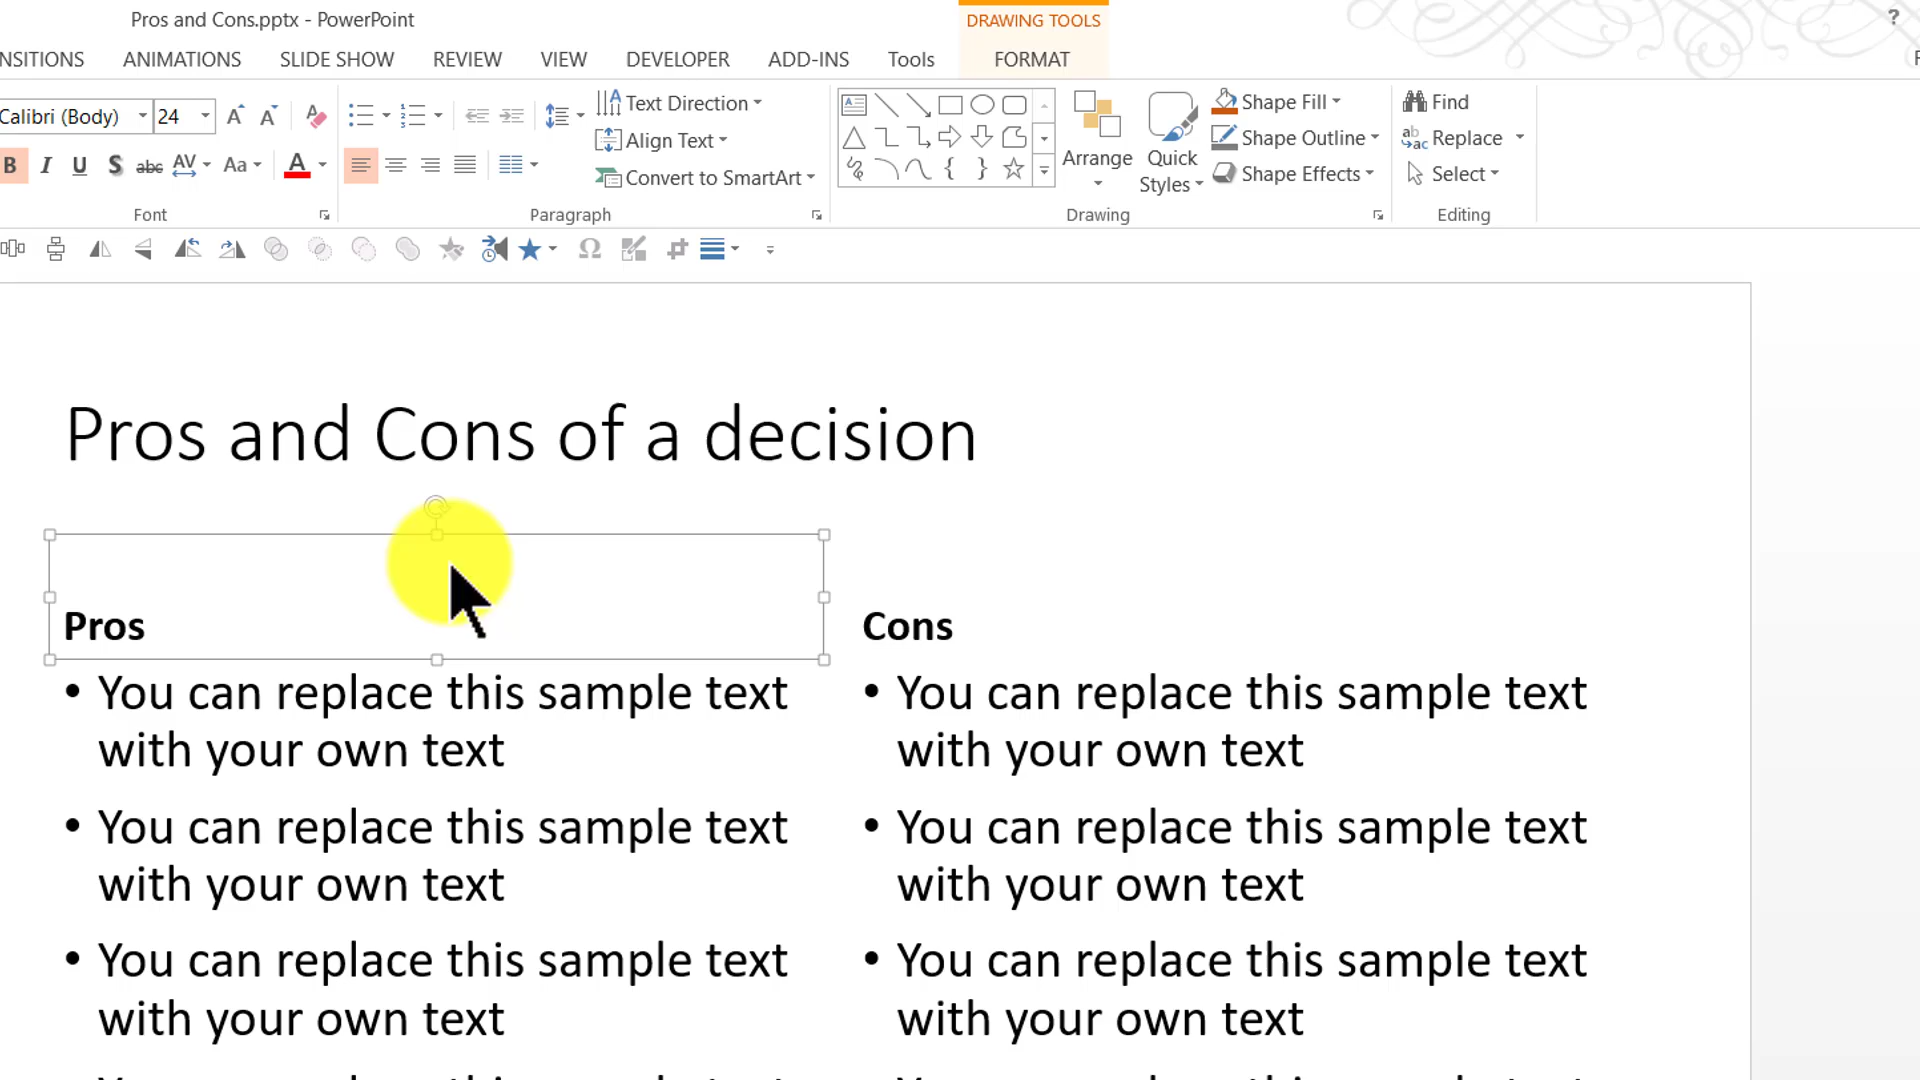 Pros and Cons.pptx - PowerPoint
DRAWING TOOLS
?
NSITIONS ANIMATIONS SLIDE SHOW REVIEW VIEW DEVELOPER ADD-INS Tools FORMAT
Calibri (Body) 24 A A A
Text Direction
Align Text
Convert to SmartArt
B I U S abc AV Aa A
Arrange
Quick
Styles
Shape Fill
Shape Outline
Shape Effects
Find
Replace
Select
Font Paragraph Drawing Editing
Pros and Cons of a decision
Pros
• You can replace this sample text
with your own text
• You can replace this sample text
with your own text
• You can replace this sample text
with your own text
Cons
• You can replace this sample text
with your own text
• You can replace this sample text
with your own text
• You can replace this sample text
with your own text